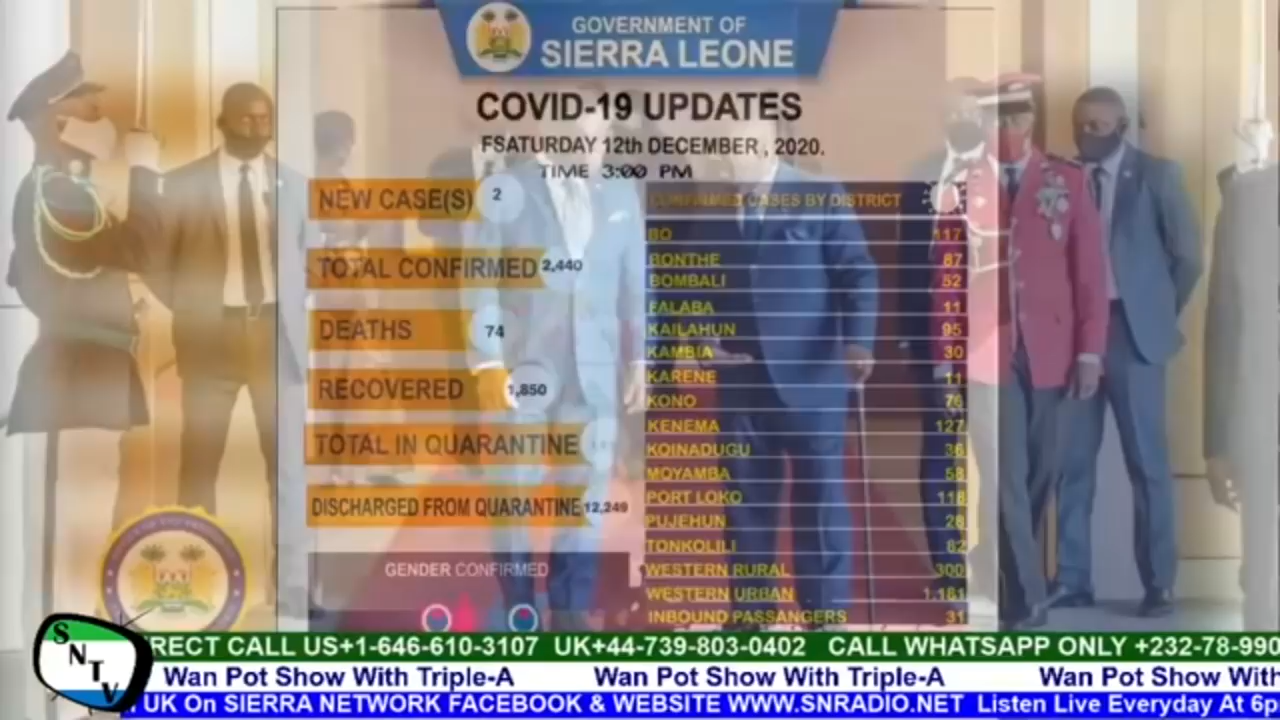 GOVERNMENT OF
SIERRA LEONE
COVID-19 UPDATES
FSATURDAY 12th DECEMBER , 2020.
TIME 3:00 PM
NEW CASE(S) 2
TOTAL CONFIRMED 2,440
DEATHS 74
RECOVERED 1,850
TOTAL IN QUARANTINE
DISCHARGED FROM QUARANTINE 12,249
GENDER CONFIRMED
CONFIRMED CASES BY DISTRICT
BO 117
BONTHE 87
BOMBALI 52
FALABA 11
KAILAHUN 95
KAMBIA 30
KARENE 11
KONO 76
KENEMA 127
KOINADUGU 36
MOYAMBA 58
PORT LOKO 118
PUJEHUN 28
TONKOLILI 82
WESTERN RURAL 300
WESTERN URBAN 1,181
INBOUND PASSANGERS 31
SNTV
RECT CALL US+1-646-610-3107 UK+44-739-803-0402 CALL WHATSAPP ONLY +232-78-990
Wan Pot Show With Triple-A Wan Pot Show With Triple-A Wan Pot Show With
UK On SIERRA NETWORK FACEBOOK & WEBSITE WWW.SNRADIO.NET Listen Live Everyday At 6p